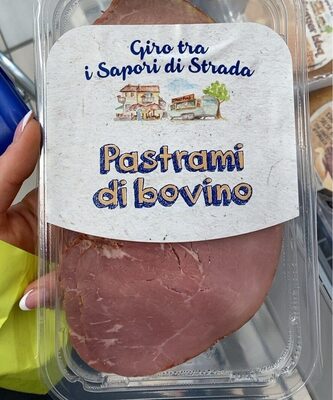 Giro tra
i Sapori di Strada
Pastrami
di bovino